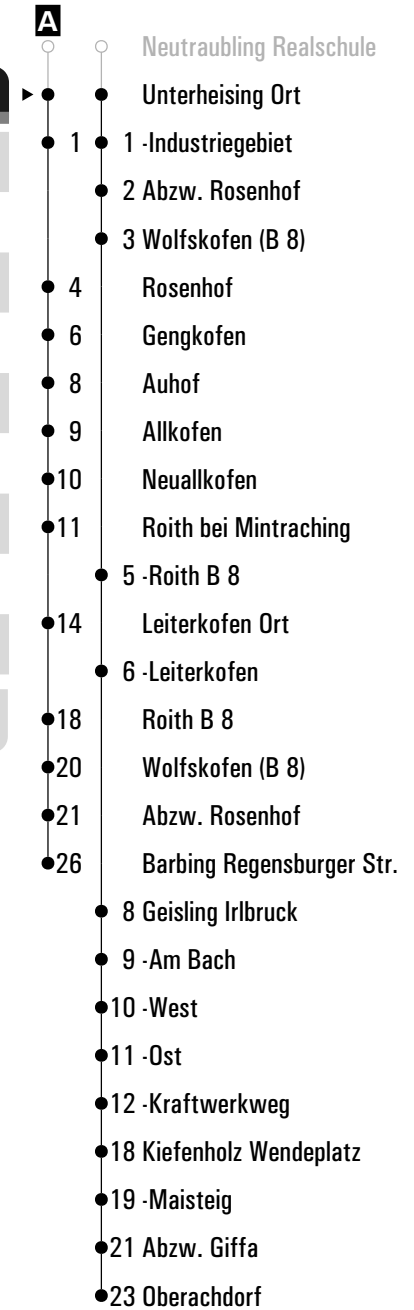 A
Neutraubling Realschule
Unterheising Ort
1 1 -Industriegebiet
2 Abzw. Rosenhof
3 Wolfskofen (B 8)
4 Rosenhof
6 Gengkofen
8 Auhof
9 Allkofen
10 Neuallkofen
11 Roith bei Mintraching
5 -Roith B 8
14 Leiterkofen Ort
6 -Leiterkofen
18 Roith B 8
20 Wolfskofen (B 8)
21 Abzw. Rosenhof
26 Barbing Regensburger Str.
8 Geisling Irlbruck
9 -Am Bach
10 -West
11 -Ost
12 -Kraftwerkweg
18 Kiefenholz Wendeplatz
19 -Maisteig
21 Abzw. Giffa
23 Oberachdorf